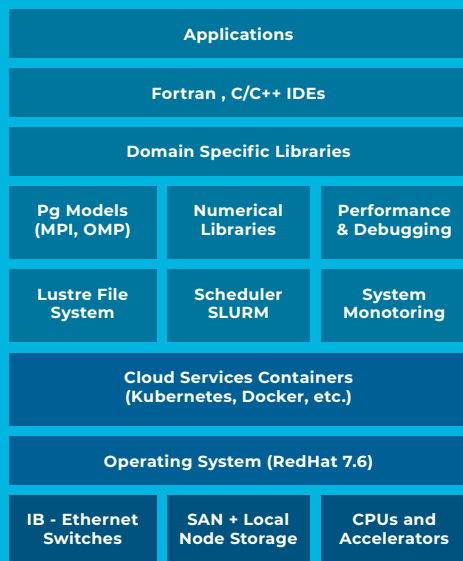 Applications
Fortran , C/C++ IDEs
Domain Specific Libraries
Pg Models
(MPI, OMP)
Numerical
Libraries
Performance
& Debugging
Lustre File
System
Scheduler
SLURM
System
Monotoring
Cloud Services Containers
(Kubernetes, Docker, etc.)
Operating System (RedHat 7.6)
IB - Ethernet
Switches
SAN + Local
Node Storage
CPUs and
Accelerators